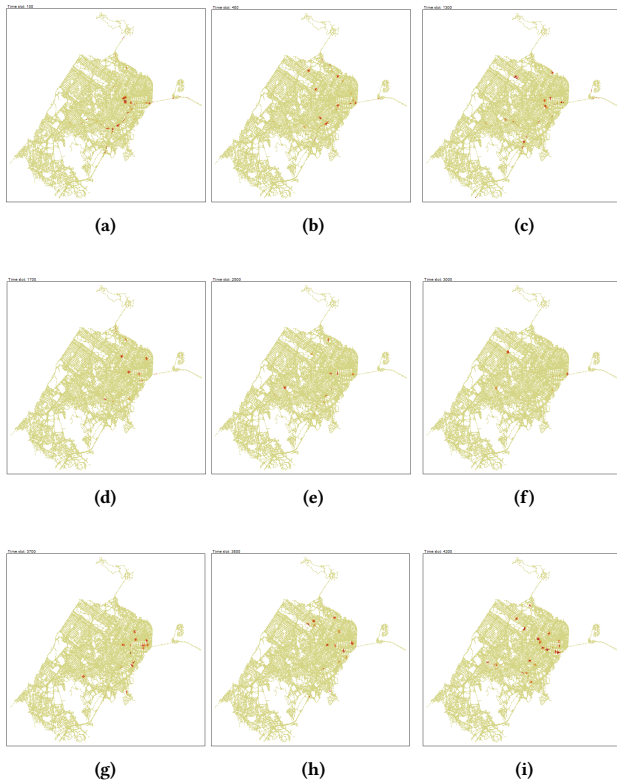 Time slot: 100
Time slot: 400
Time slot: 1300
(a)
(b)
(c)
Time slot: 1700
Time slot: 2000
Time slot: 3000
(d)
(e)
(f)
Time slot: 3700
Time slot: 3800
Time slot: 4200
(g)
(h)
(i)